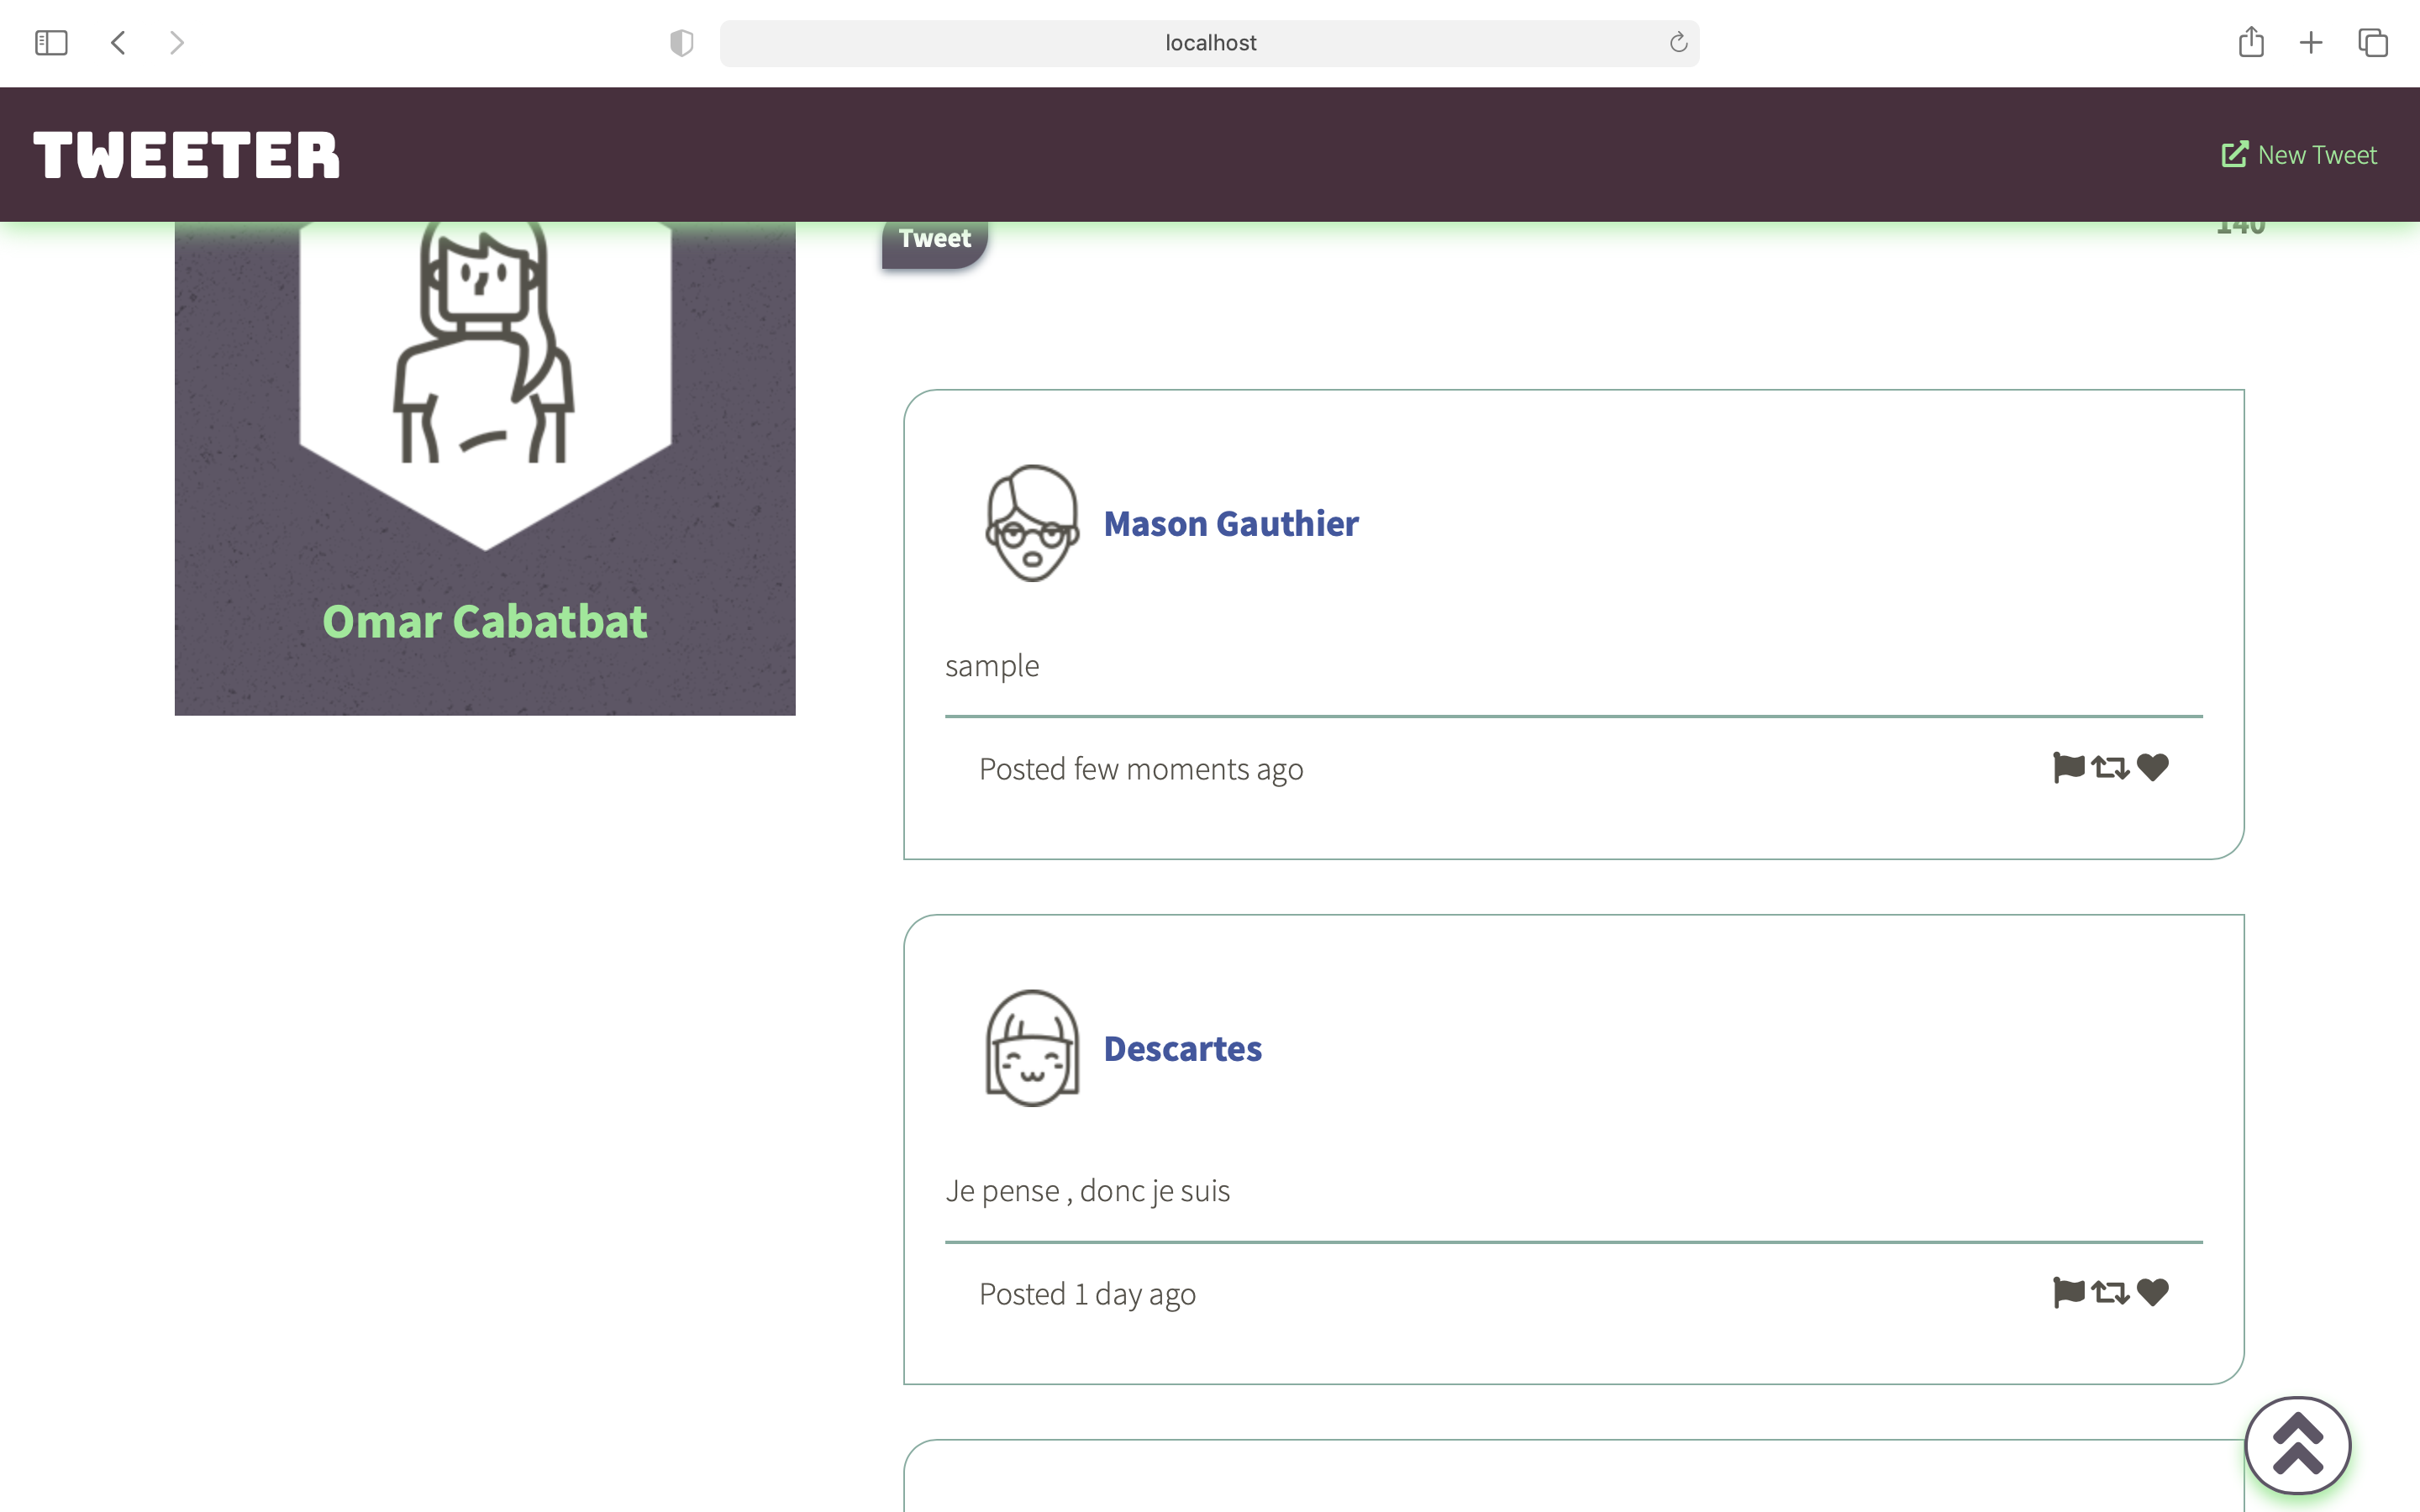 localhost
TWEETER
New Tweet
Tweet
140
Omar Cabatbat
Mason Gauthier
sample
Posted few moments ago
Descartes
Je pense , donc je suis
Posted 1 day ago